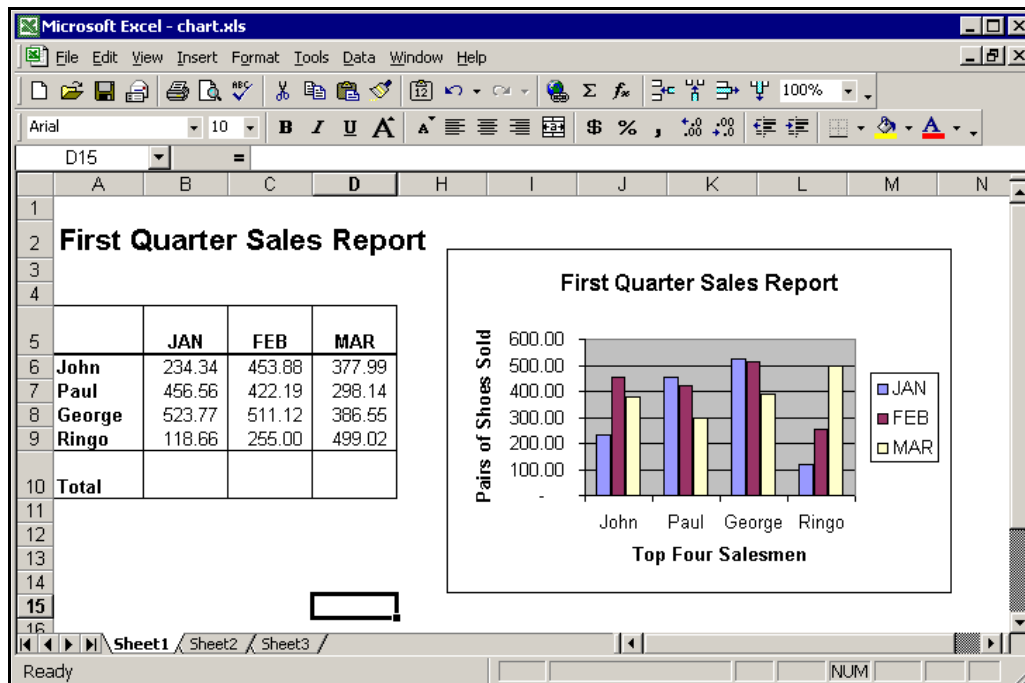 Microsoft Excel - chart.xls
File Edit View Insert Format Tools Data Window Help
ABC 12 Σ fx 100%
Arial 10 B I U A A a $ % , .00 .00 A
D15 =
A B C D H I J K L M N
1
2 First Quarter Sales Report
3
4
5 JAN FEB MAR
6 John 234.34 453.88 377.99
7 Paul 456.56 422.19 298.14
8 George 523.77 511.12 386.55
9 Ringo 118.66 255.00 499.02
10 Total
11
12
13
14
15
16
First Quarter Sales Report
Pairs of Shoes Sold
600.00
500.00
400.00
300.00
200.00
100.00
-
John Paul George Ringo
Top Four Salesmen
JAN
FEB
MAR
Sheet1 Sheet2 Sheet3
Ready NUM